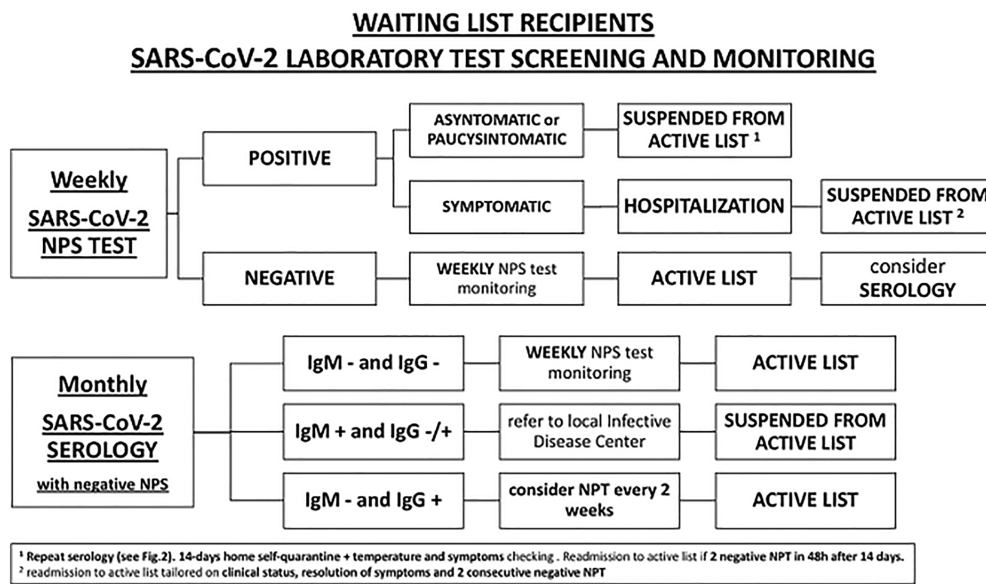 WAITING LIST RECIPIENTS
SARS-CoV-2 LABORATORY TEST SCREENING AND MONITORING
Weekly
SARS-CoV-2
NPS TEST
POSITIVE
ASYNTOMATIC or
PAUCYSINTOMATIC
SUSPENDED FROM
ACTIVE LIST 1
SYMPTOMATIC
HOSPITALIZATION
SUSPENDED FROM
ACTIVE LIST 2
NEGATIVE
WEEKLY NPS test
monitoring
ACTIVE LIST
consider
SEROLOGY
Monthly
SARS-CoV-2
SEROLOGY
with negative NPS
IgM - and IgG -
WEEKLY NPS test
monitoring
ACTIVE LIST
IgM + and IgG -/+
refer to local Infective
Disease Center
SUSPENDED FROM
ACTIVE LIST
IgM - and IgG +
consider NPT every 2
weeks
ACTIVE LIST
1 Repeat serology (see Fig.2). 14-days home self-quarantine + temperature and symptoms checking . Readmission to active list if 2 negative NPT in 48h after 14 days.
2 readmission to active list tailored on clinical status, resolution of symptoms and 2 consecutive negative NPT